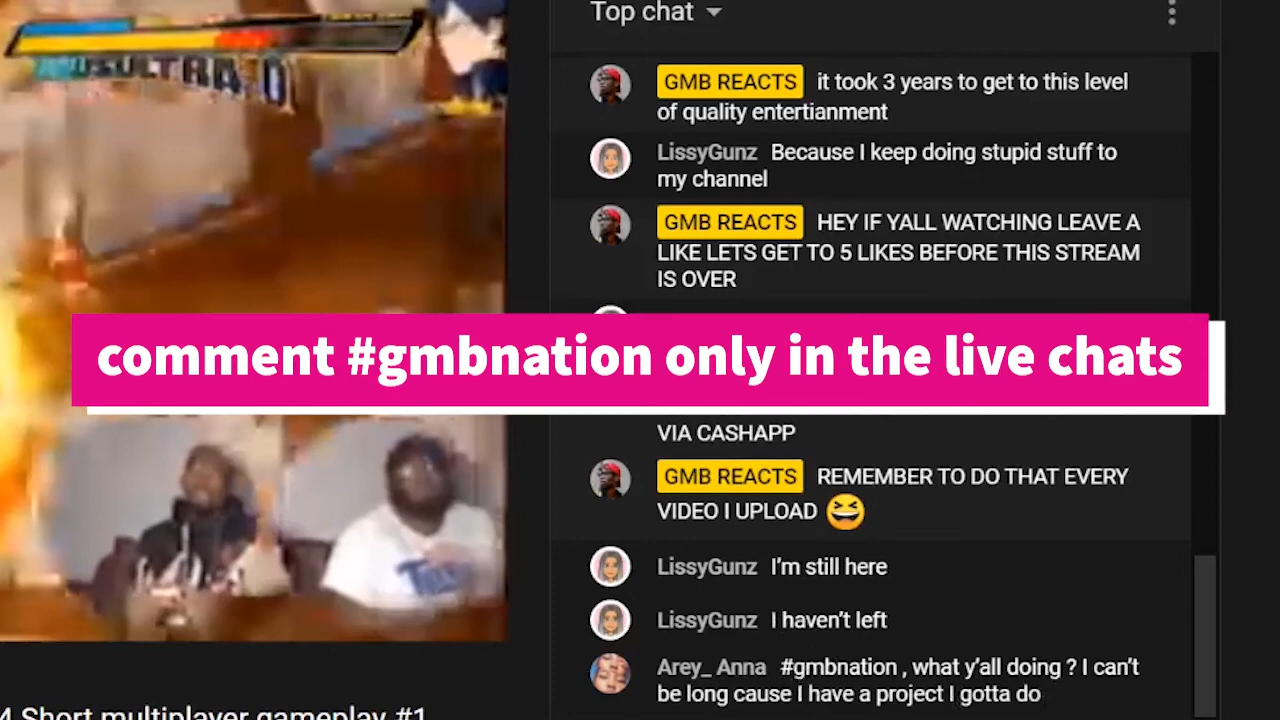 Top chat
ULTRA
GMB REACTS it took 3 years to get to this level
of quality entertianment
LissyGunz Because I keep doing stupid stuff to
my channel
GMB REACTS HEY IF YALL WATCHING LEAVE A
LIKE LETS GET TO 5 LIKES BEFORE THIS STREAM
IS OVER
comment #gmbnation only in the live chats
VIA CASHAPP
GMB REACTS REMEMBER TO DO THAT EVERY
VIDEO I UPLOAD 😆
LissyGunz I'm still here
LissyGunz I haven't left
Arey_ Anna #gmbnation , what y'all doing ? I can't
be long cause I have a project I gotta do
4 Short multiplayer gameplay #1